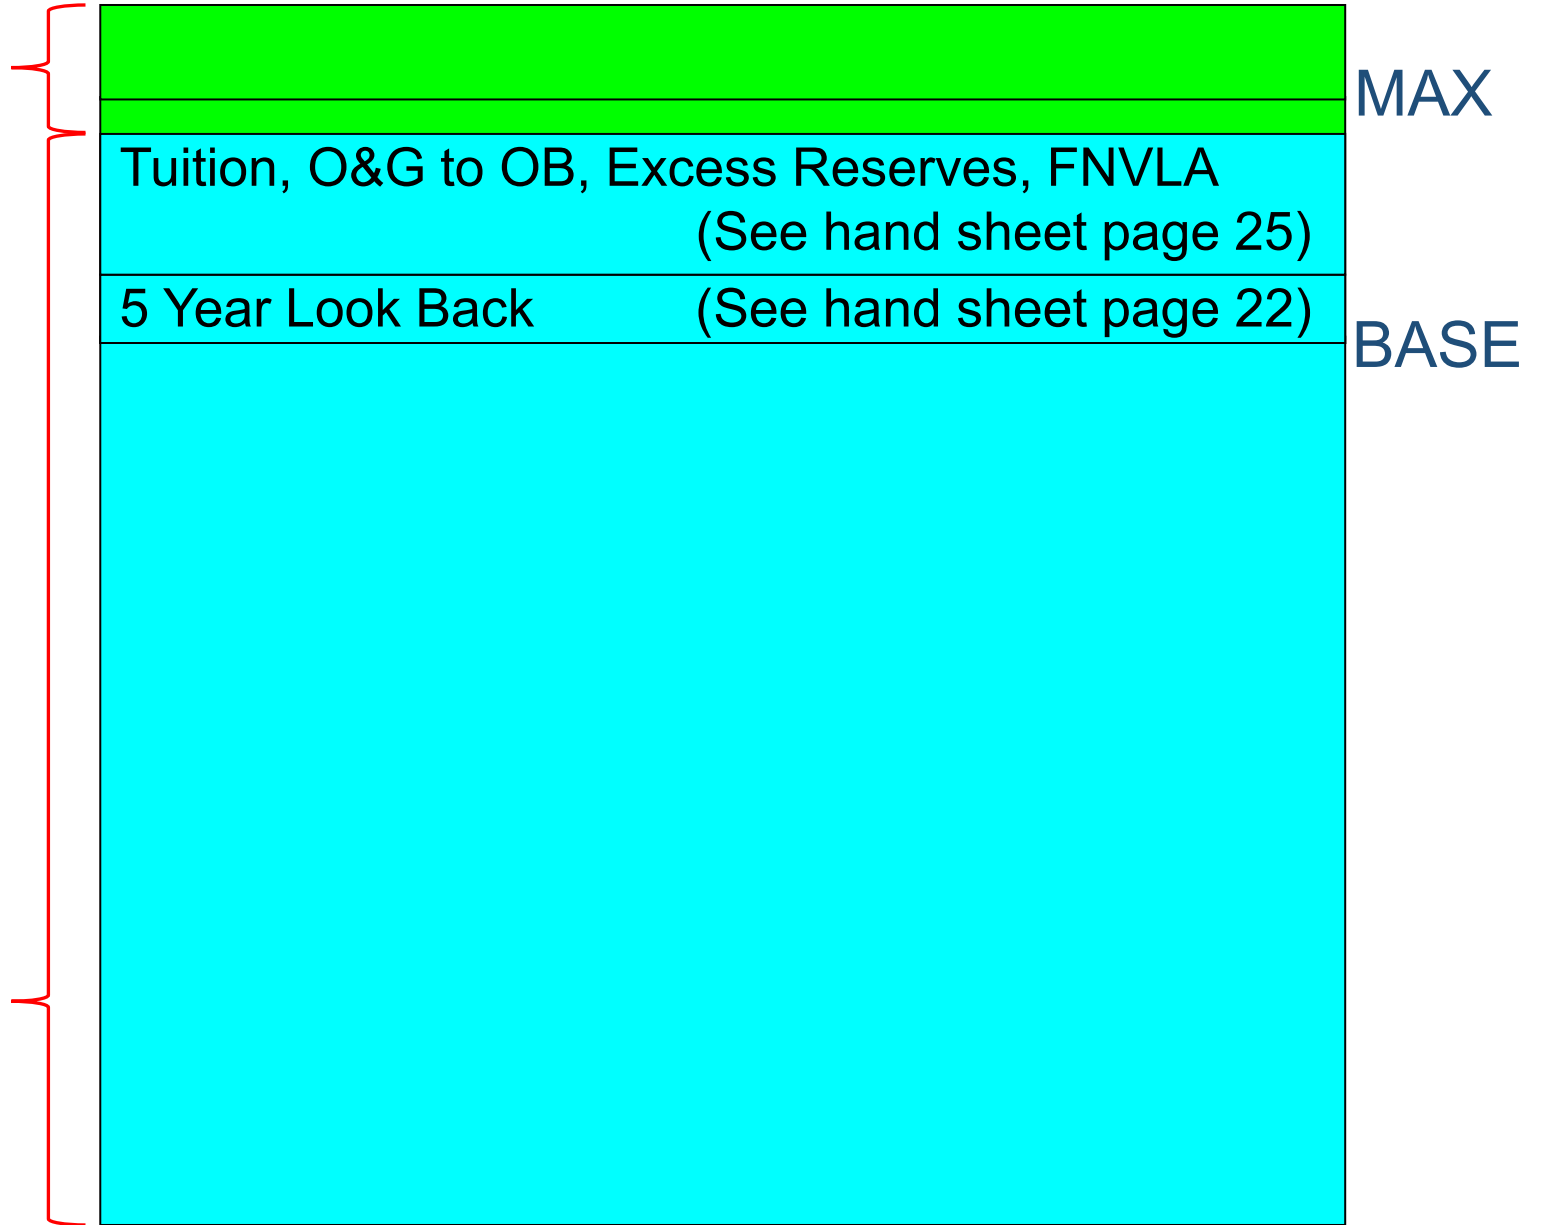 MAX
Tuition, O&G to OB, Excess Reserves, FNVLA
(See hand sheet page 25)
5 Year Look Back (See hand sheet page 22)
BASE